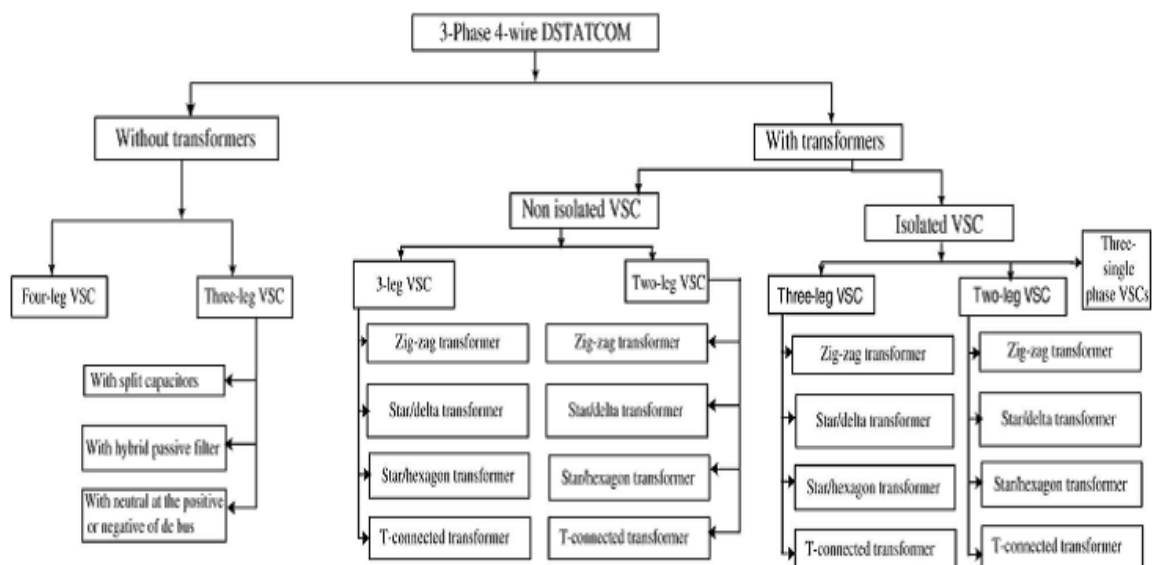 3-Phase 4-wire DSTATCOM
Without transformers
With transformers
Non isolated VSC
Isolated VSC
Four-leg VSC
Three-leg VSC
3-leg VSC
Two-leg VSC
Three-leg VSC
Two-leg VSC
Three-
single
phase VSCs
With split capacitors
With hybrid passive filter
With neutral at the positive
or negative of dc bus
Zig-zag transformer
Star/delta transformer
Star/hexagon transformer
T-connected transformer
Zig-zag transformer
Star/delta transformer
Star/hexagon transformer
T-connected transformer
Zig-zag transformer
Star/delta transformer
Star/hexagon transformer
T-connected transformer
Zig-zag transformer
Star/delta transformer
Star/hexagon transformer
T-connected transformer